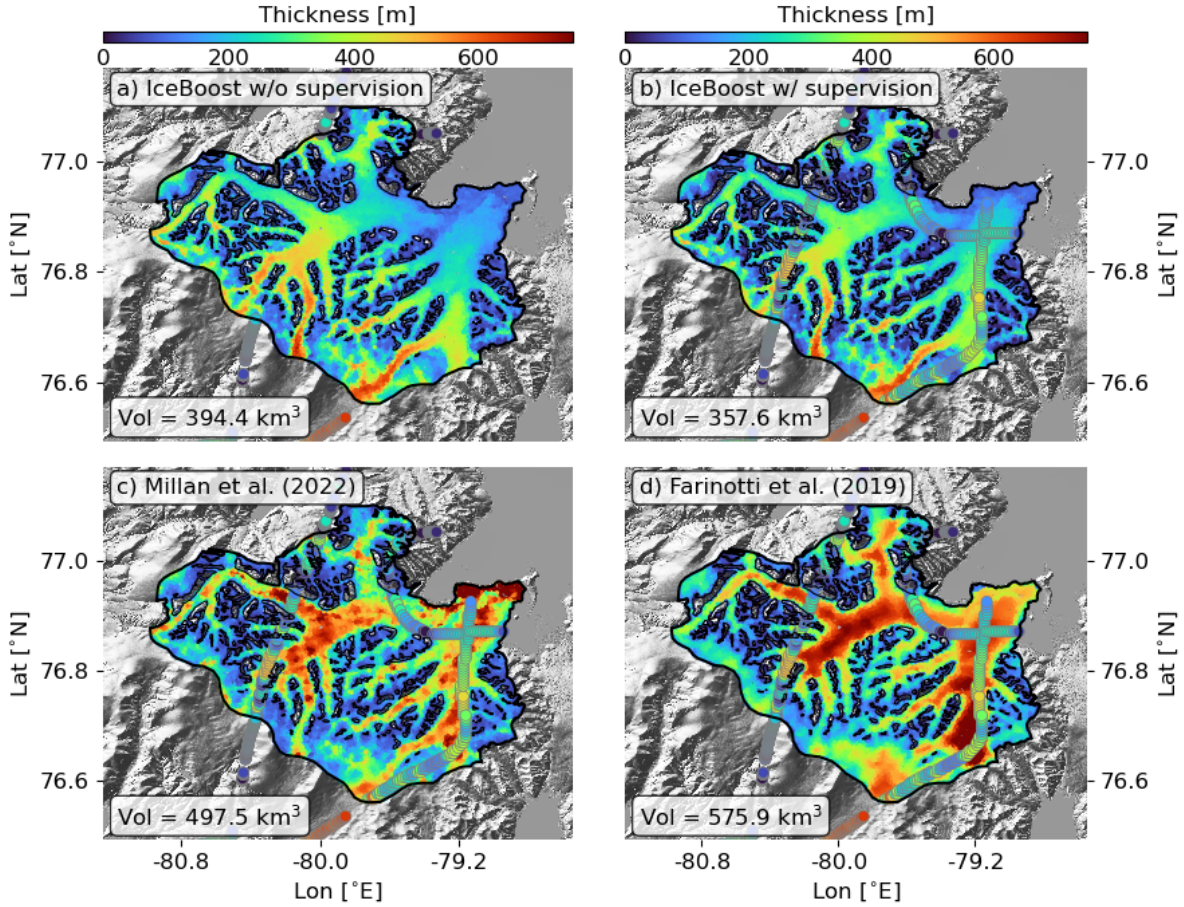 Thickness [m]
Thickness [m]
0 200 400 600
0 200 400 600
a) IceBoost w/o supervision
b) IceBoost w/ supervision
77.0
76.8
76.6
Lat [°N]
77.0
76.8
76.6
Lat [°N]
Vol = 394.4 km³
Vol = 357.6 km³
c) Millan et al. (2022)
d) Farinotti et al. (2019)
77.0
76.8
76.6
Lat [°N]
77.0
76.8
76.6
Lat [°N]
Vol = 497.5 km³
Vol = 575.9 km³
-80.8 -80.0 -79.2
-80.8 -80.0 -79.2
Lon [°E]
Lon [°E]